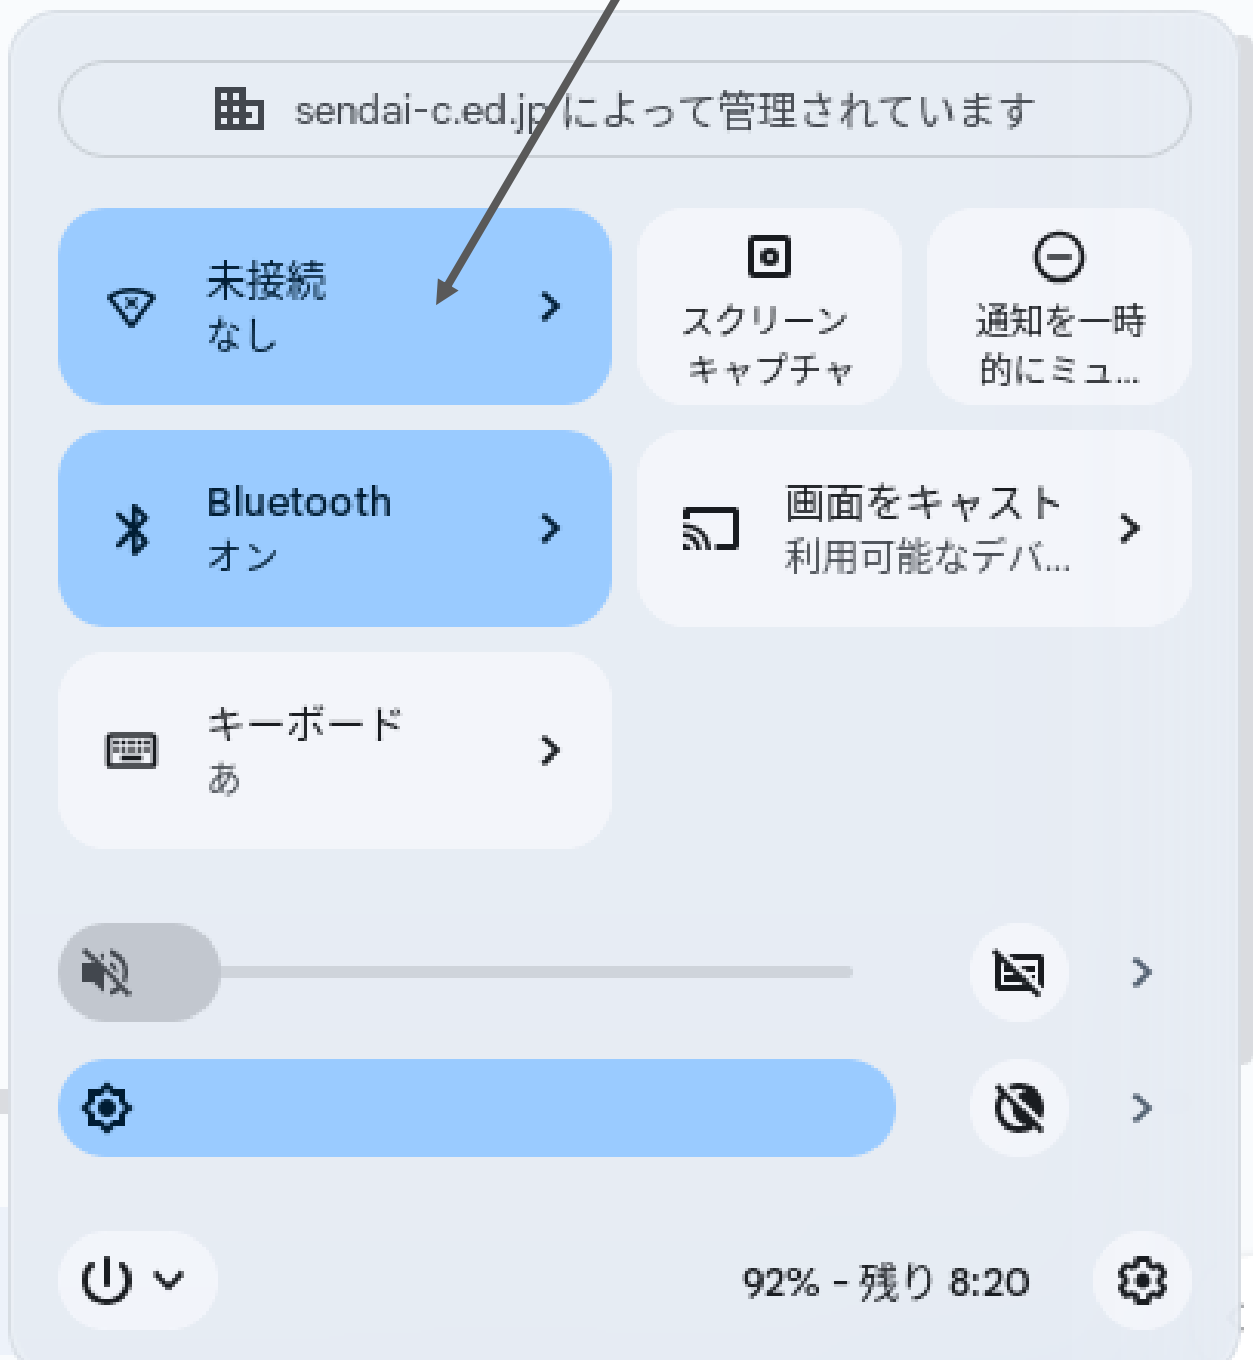 sendai-c.ed.jp によって管理されています
未接続
なし
スクリーン
キャプチャ
通知を一時
的にミュ...
Bluetooth
オン
画面をキャスト
利用可能なデバ...
キーボード
あ
92% - 残り 8:20